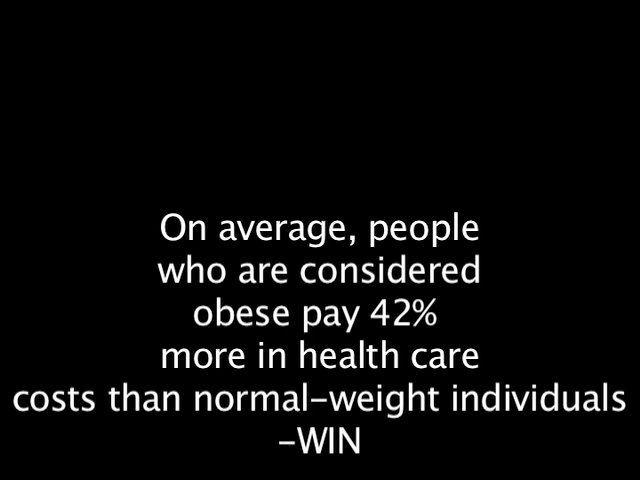 On average, people
who are considered
obese pay 42%
more in health care
costs than normal-weight individuals
-WIN